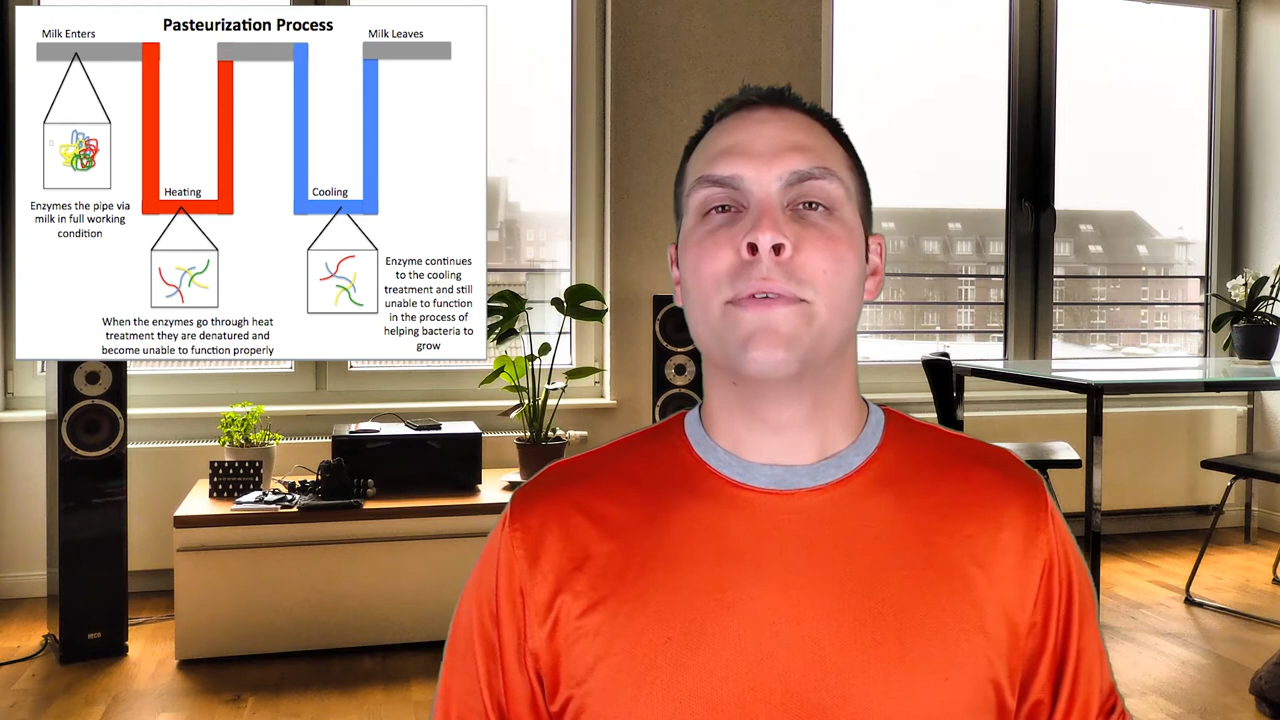 Pasteurization Process
Milk Enters
Milk Leaves
Heating
Cooling
Enzymes the pipe via
milk in full working
condition
When the enzymes go through heat
treatment they are denatured and
become unable to function properly
Enzyme continues
to the cooling
treatment and still
unable to function
in the process of
helping bacteria to
grow
HECO